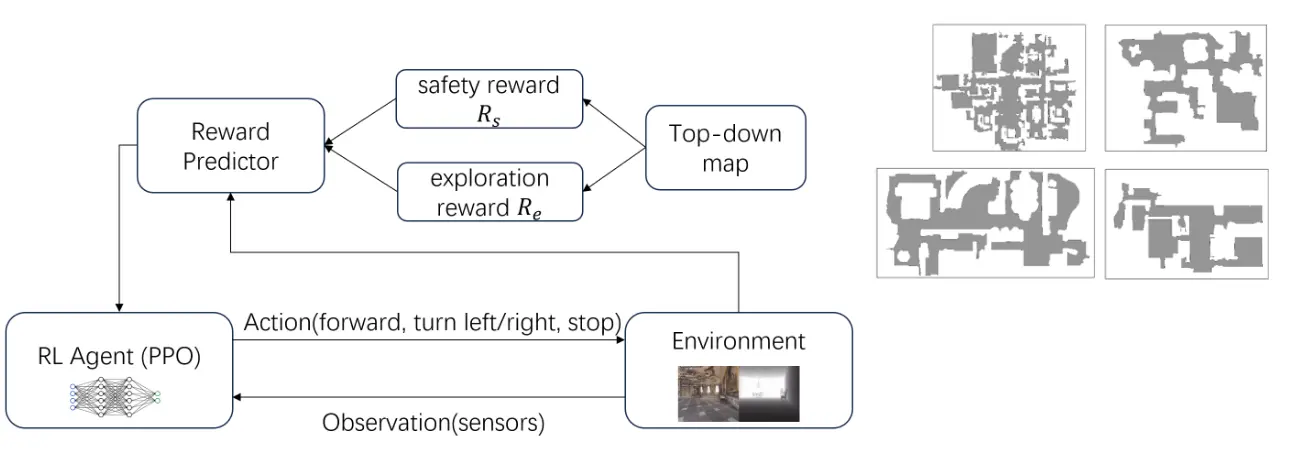 safety reward
R_s
Reward
Predictor
Top-down
map
exploration
reward R_e
Action(forward, turn left/right, stop)
RL Agent (PPO)
Environment
Observation(sensors)